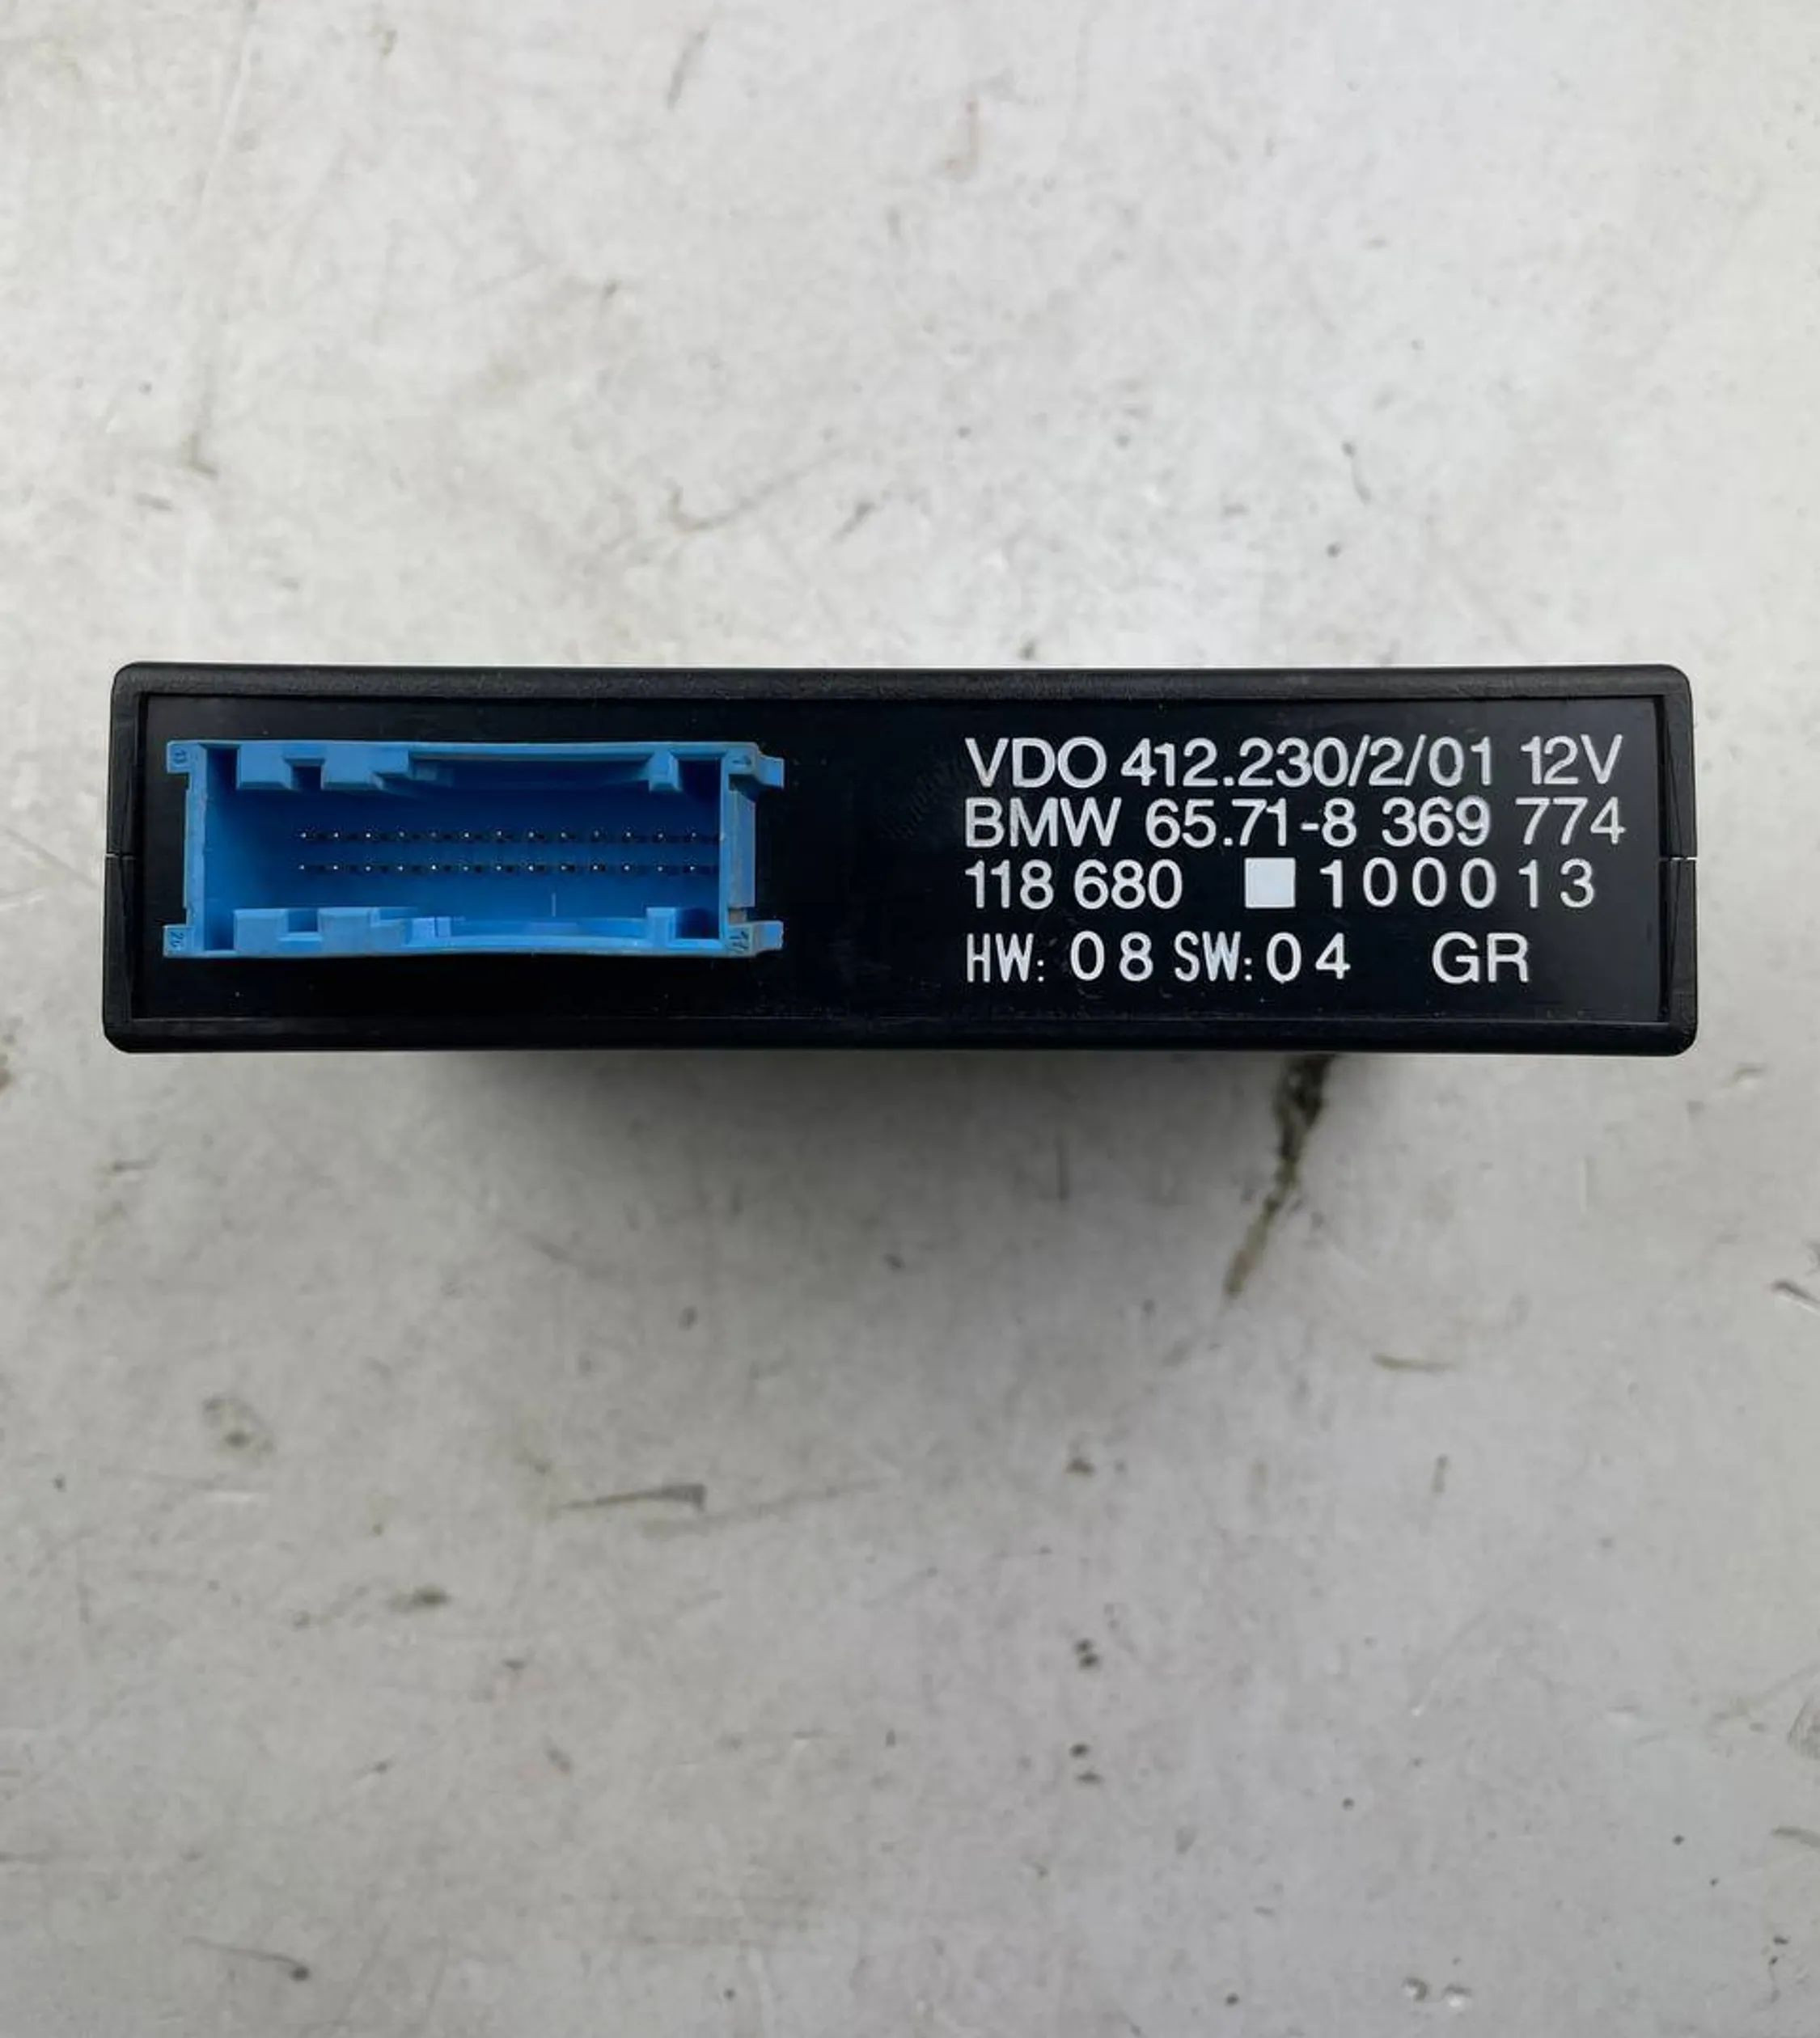 VDO 412.230/2/01 12V
BMW 65.71-8 369 774
118 680 100013
HW: 08 SW: 04 GR